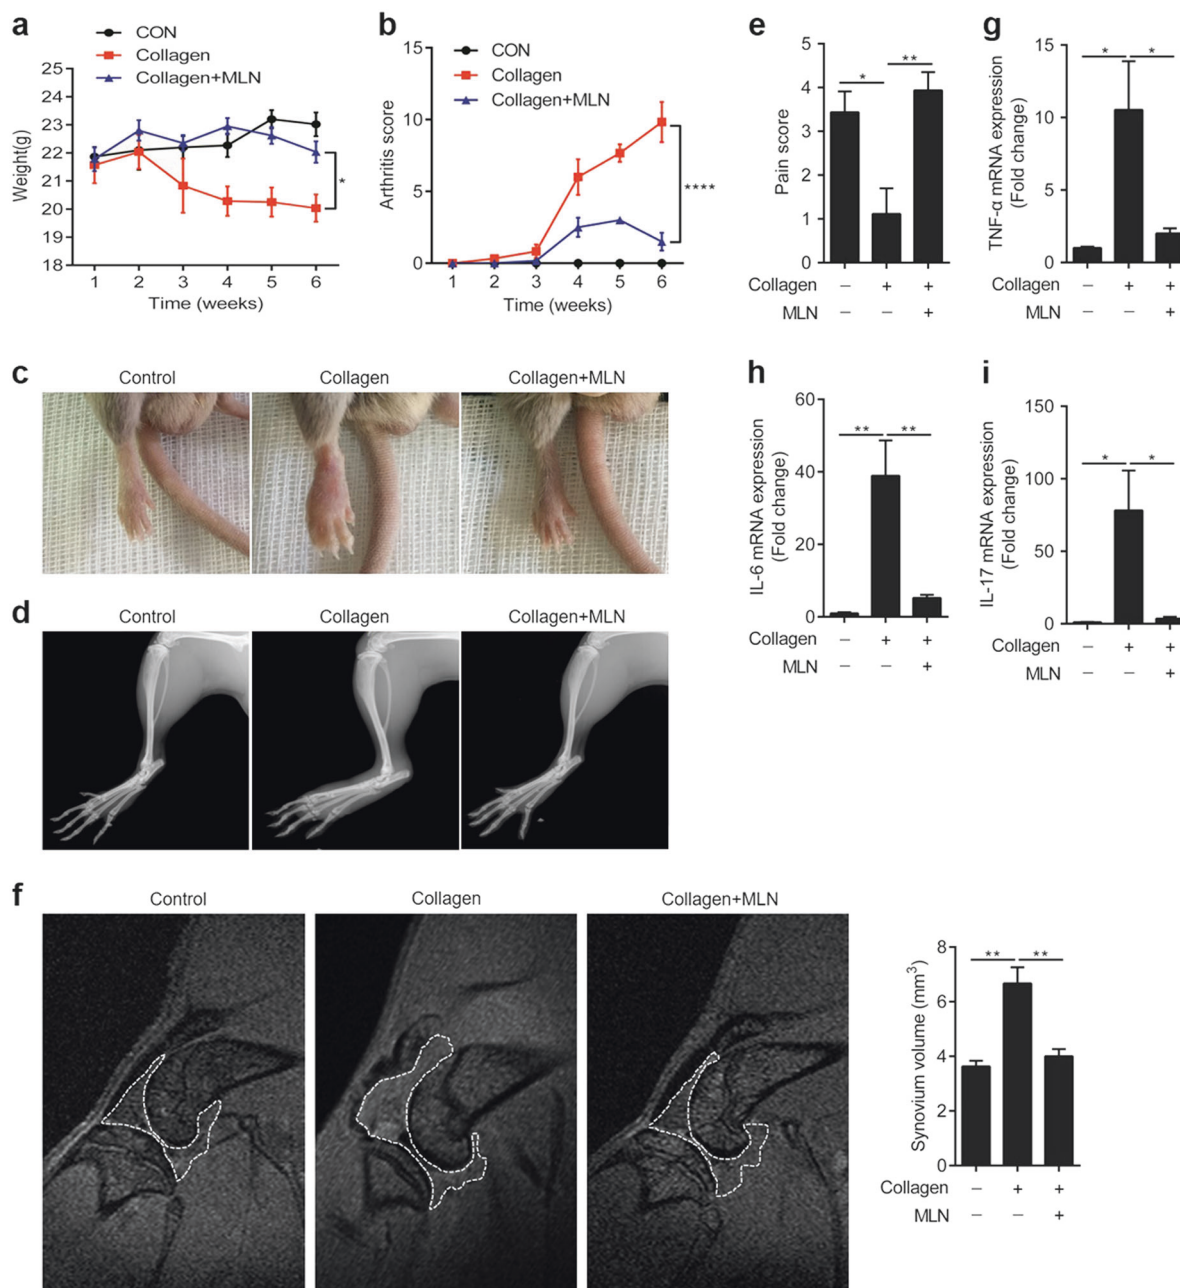 a
CON
Collagen
Collagen+MLN
25
24
23
22
21
20
19
18
Weight(g)
*
1 2 3 4 5 6
Time (weeks)
b
CON
Collagen
Collagen+MLN
15
10
5
0
Arthritis score
****
1 2 3 4 5 6
Time (weeks)
e
5
4
3
2
1
0
Pain score
* **
Collagen – + +
MLN – – +
g
15
10
5
0
TNF-α mRNA expression
(Fold change)
* *
Collagen – + +
MLN – – +
c
Control Collagen Collagen+MLN
h
60
40
20
0
IL-6 mRNA expression
(Fold change)
** **
Collagen – + +
MLN – – +
i
150
100
50
0
IL-17 mRNA expression
(Fold change)
* *
Collagen – + +
MLN – – +
d
Control Collagen Collagen+MLN
f
Control Collagen Collagen+MLN
8
6
4
2
0
Synovium volume (mm³)
** **
Collagen – + +
MLN – – +